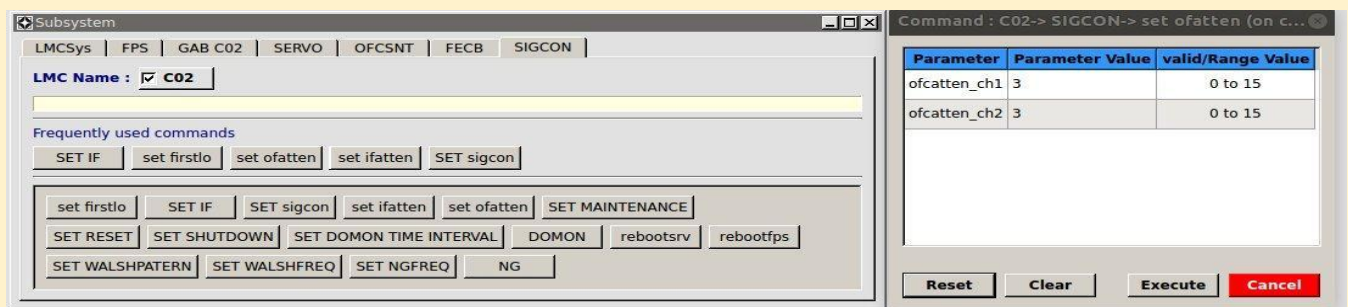 Subsystem
LMCSys FPS GAB C02 SERVO OFCSNT FECB SIGCON
LMC Name : C02
Frequently used commands
SET IF set firstlo set ofatten set ifatten SET sigcon
set firstlo SET IF SET sigcon set ifatten set ofatten SET MAINTENANCE
SET RESET SET SHUTDOWN SET DOMON TIME INTERVAL DOMON rebootsrv rebootfps
SET WALSHPATERN SET WALSHFREQ SET NGFREQ NG
Command : C02-> SIGCON-> set ofatten (on c...
Parameter Parameter Value valid/Range Value
ofcatten_ch1 3 0 to 15
ofcatten_ch2 3 0 to 15
Reset Clear Execute Cancel